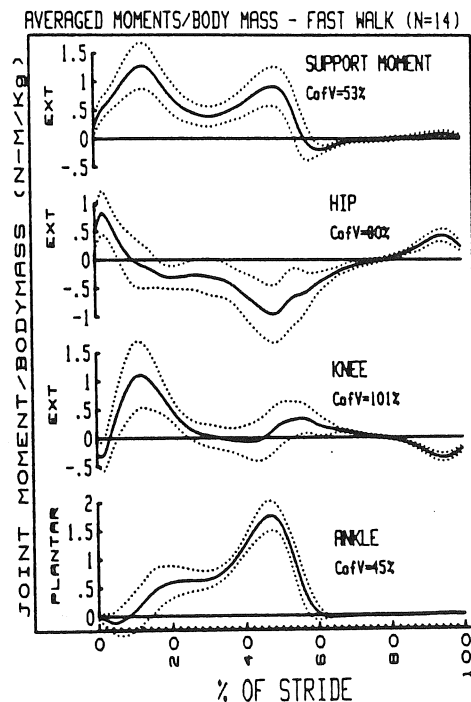 AVERAGED MOMENTS/BODY MASS - FAST WALK (N=14)
JOINT MOMENT/BODYMASS (N-M/Kg)
SUPPORT MOMENT
CofV=53%
EXT
1.5
1
.5
0
-.5
HIP
CofV=80%
EXT
1
.5
0
-.5
-1
KNEE
CofV=101%
EXT
1.5
1
.5
0
-.5
ANKLE
CofV=45%
PLANTAR
2
1.5
1
.5
0
0
20
40
60
80
100
% OF STRIDE